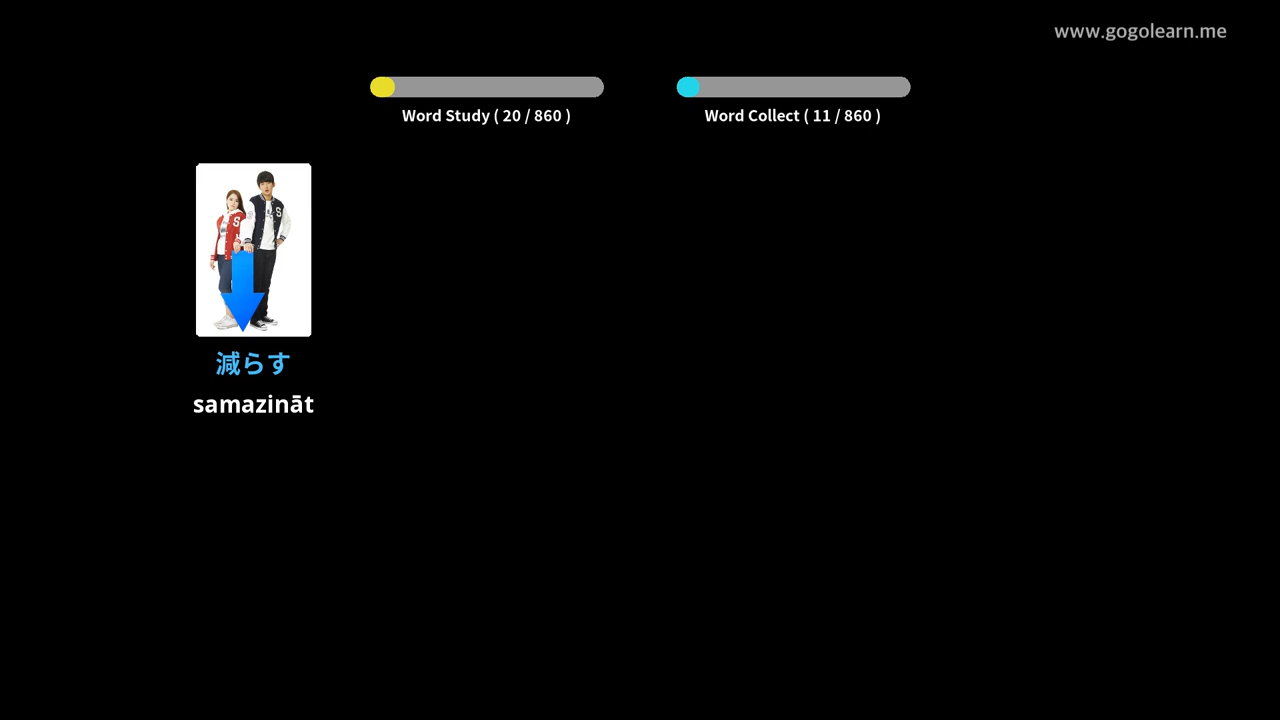 www.gogolearn.me
Word Study ( 20 / 860 )
Word Collect ( 11 / 860 )
S
S
減らす
samazināt